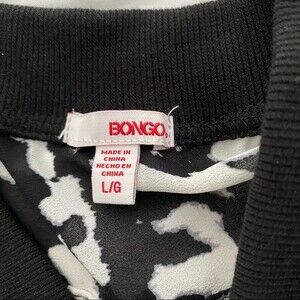 BONGO.
MADE IN
CHINA
HECHO EN
CHINA
L/G